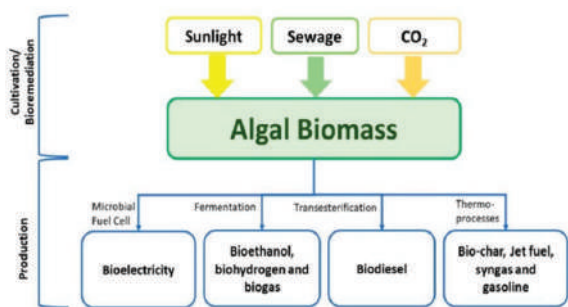 Cultivation/
Bioremediation
Sunlight
Sewage
CO₂
Algal Biomass
Production
Microbial
Fuel Cell
Fermentation
Transesterification
Thermo-
processes
Bioelectricity
Bioethanol,
biohydrogen and
biogas
Biodiesel
Bio-char, Jet fuel,
syngas and
gasoline